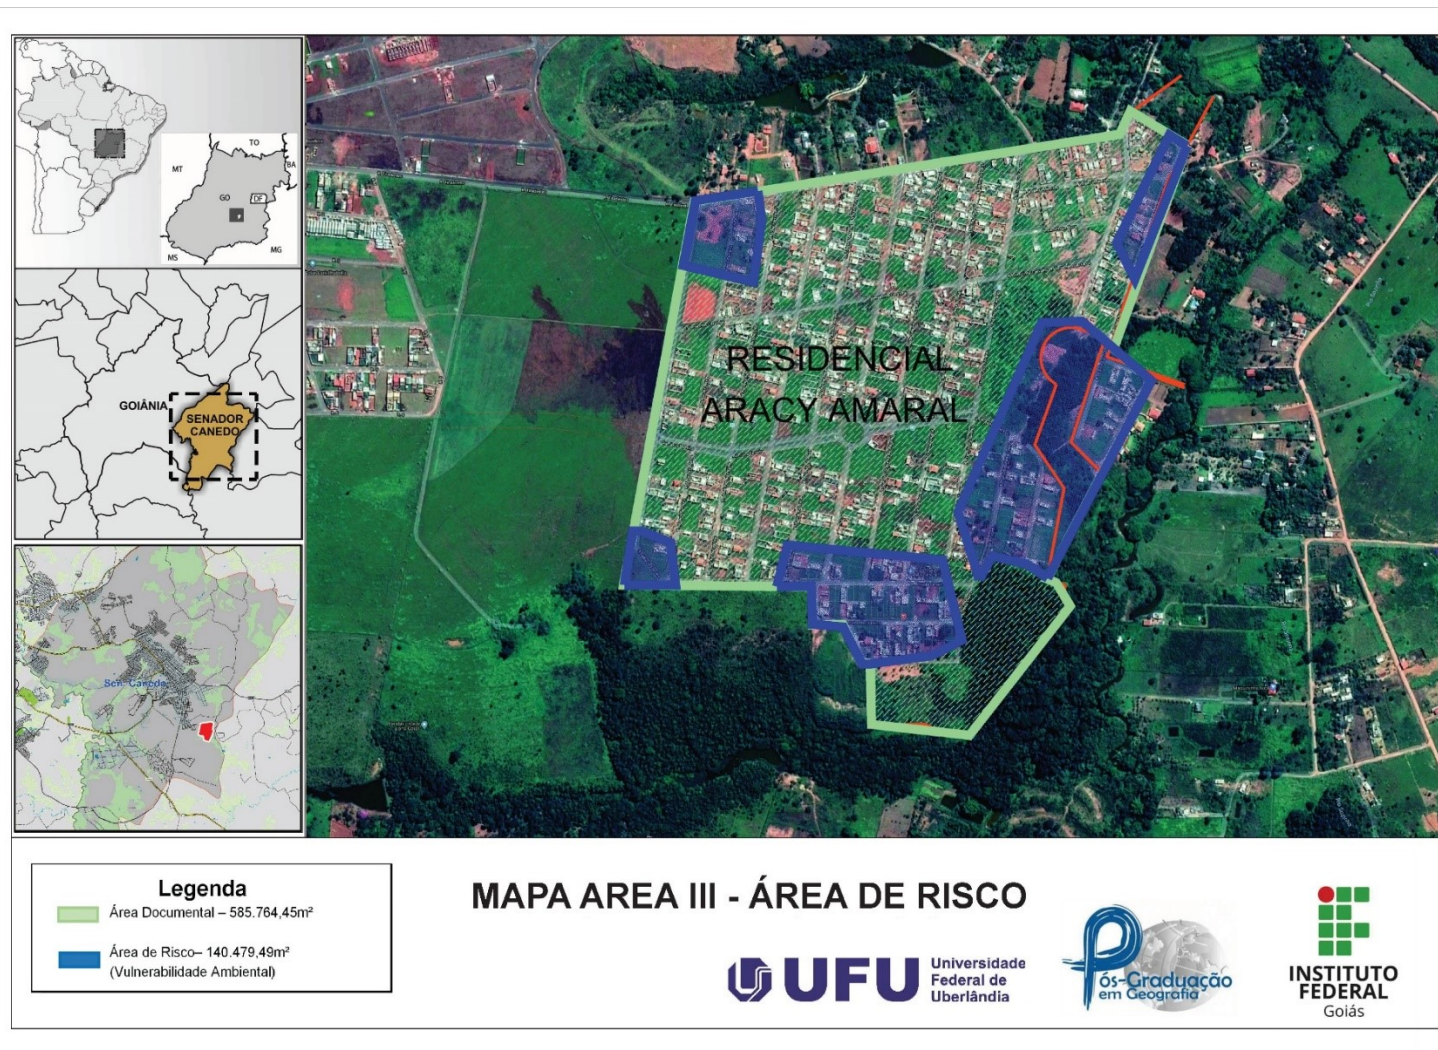 TO
MT
BA
GO
DF
MG
MS
GOIÂNIA
SENADOR
CANEDO
Sen. Canedo
RESIDENCIAL
ARACY AMARAL
Legenda
Área Documental – 585.764,45m²
Área de Risco– 140.479,49m²
(Vulnerabilidade Ambiental)
MAPA AREA III - ÁREA DE RISCO
UFU
Universidade
Federal de
Uberlândia
Pós-Graduação
em Geografia
INSTITUTO
FEDERAL
Goiás